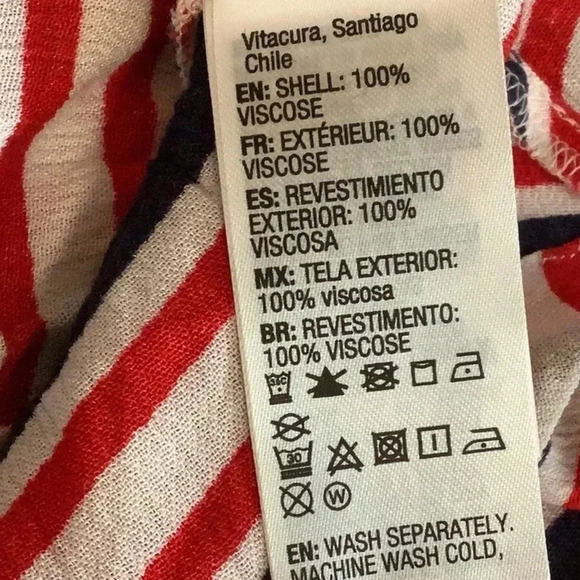 Vitacura, Santiago
Chile
EN: SHELL: 100%
VISCOSE
FR: EXTÉRIEUR: 100%
VISCOSE
ES: REVESTIMIENTO
EXTERIOR: 100%
VISCOSA
MX: TELA EXTERIOR:
100% viscosa
BR: REVESTIMENTO:
100% VISCOSE
30
W
EN: WASH SEPARATELY.
MACHINE WASH COLD,